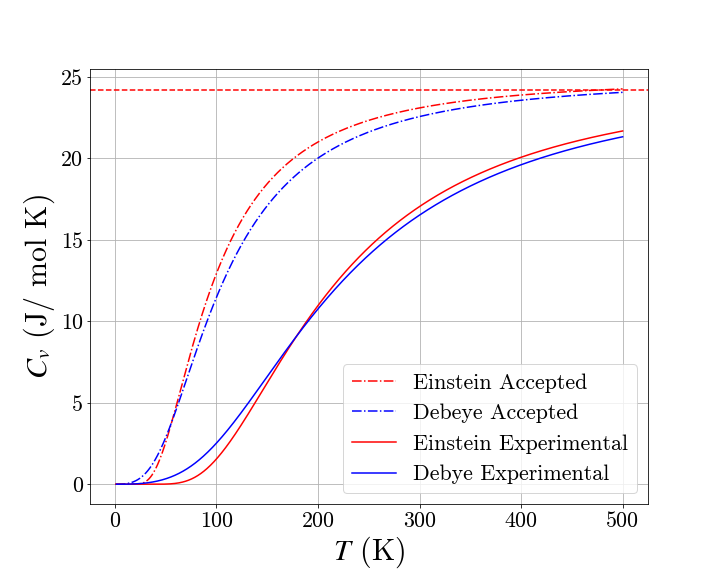 25
20
15
10
5
0
C_v (J/ mol K)
Einstein Accepted
Debeye Accepted
Einstein Experimental
Debye Experimental
0 100 200 300 400 500
T (K)